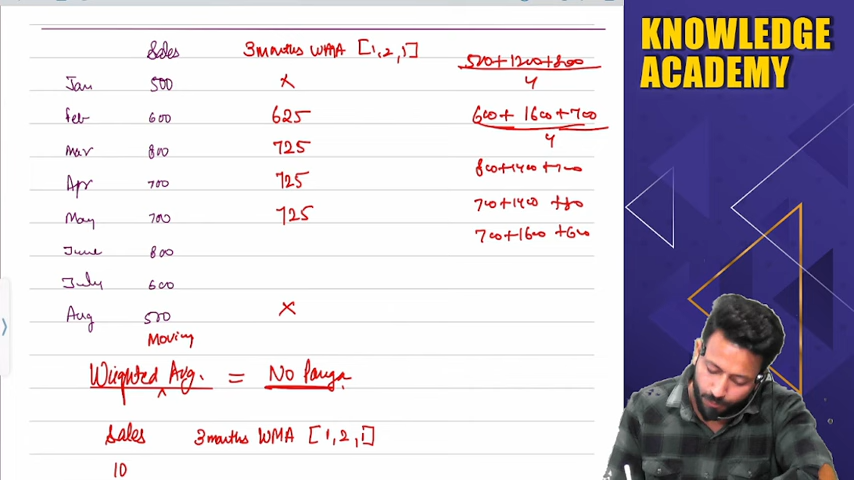 KNOWLEDGE
ACADEMY
Sales 3 months WMA [1,2,1]
Jan 500 x 500+1200+800
4
Feb 600 625 600+1600+700
4
Mar 800 725 800+1400+700
Apr 700 725 700+1400+80
May 700 725 700+1600+600
June 800
July 600
Aug 500 x
Moving
Weighted Avg. = No Panga
Sales 3 months WMA [1,2,1]
10